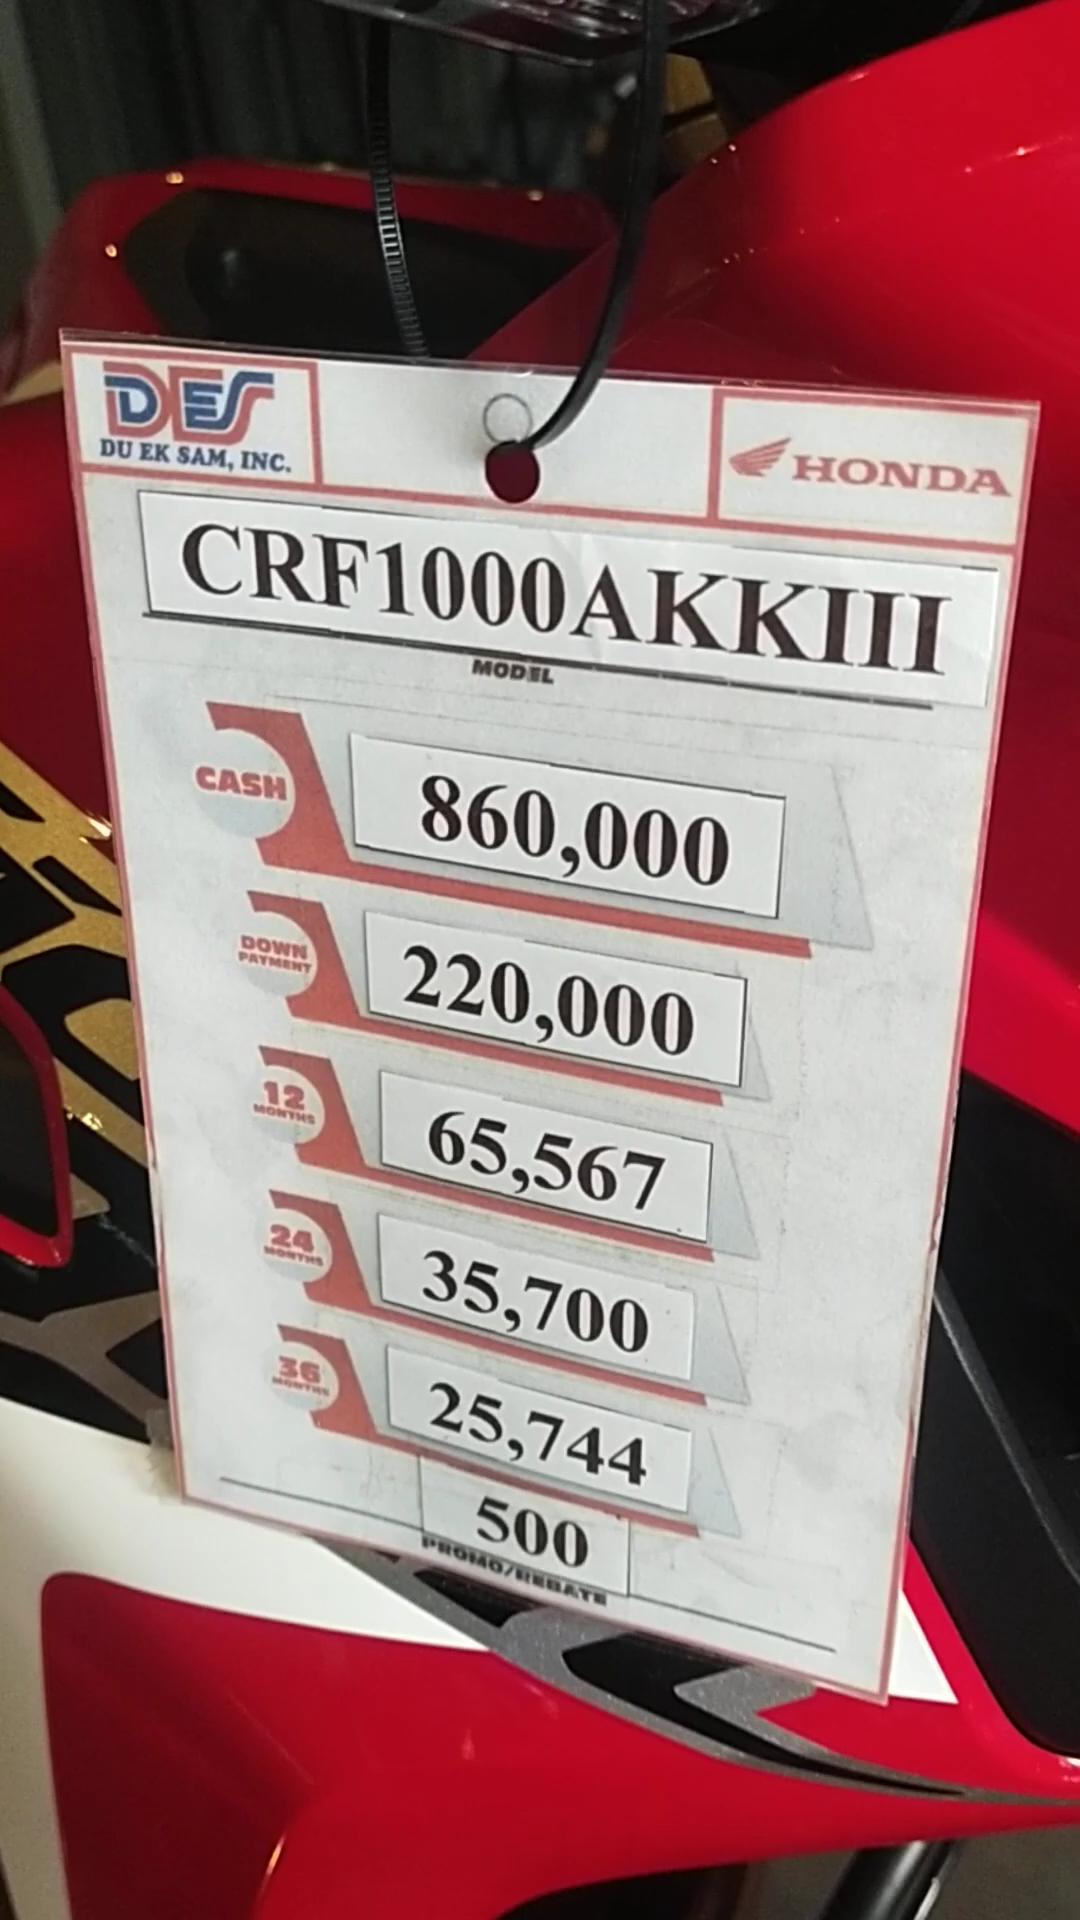 DES
DU EK SAM, INC.
HONDA
CRF1000AKKIII
MODEL
CASH
860,000
DOWN
PAYMENT
220,000
12
MONTHS
65,567
24
MONTHS
35,700
36
MONTHS
25,744
500
PROMO/REBATE